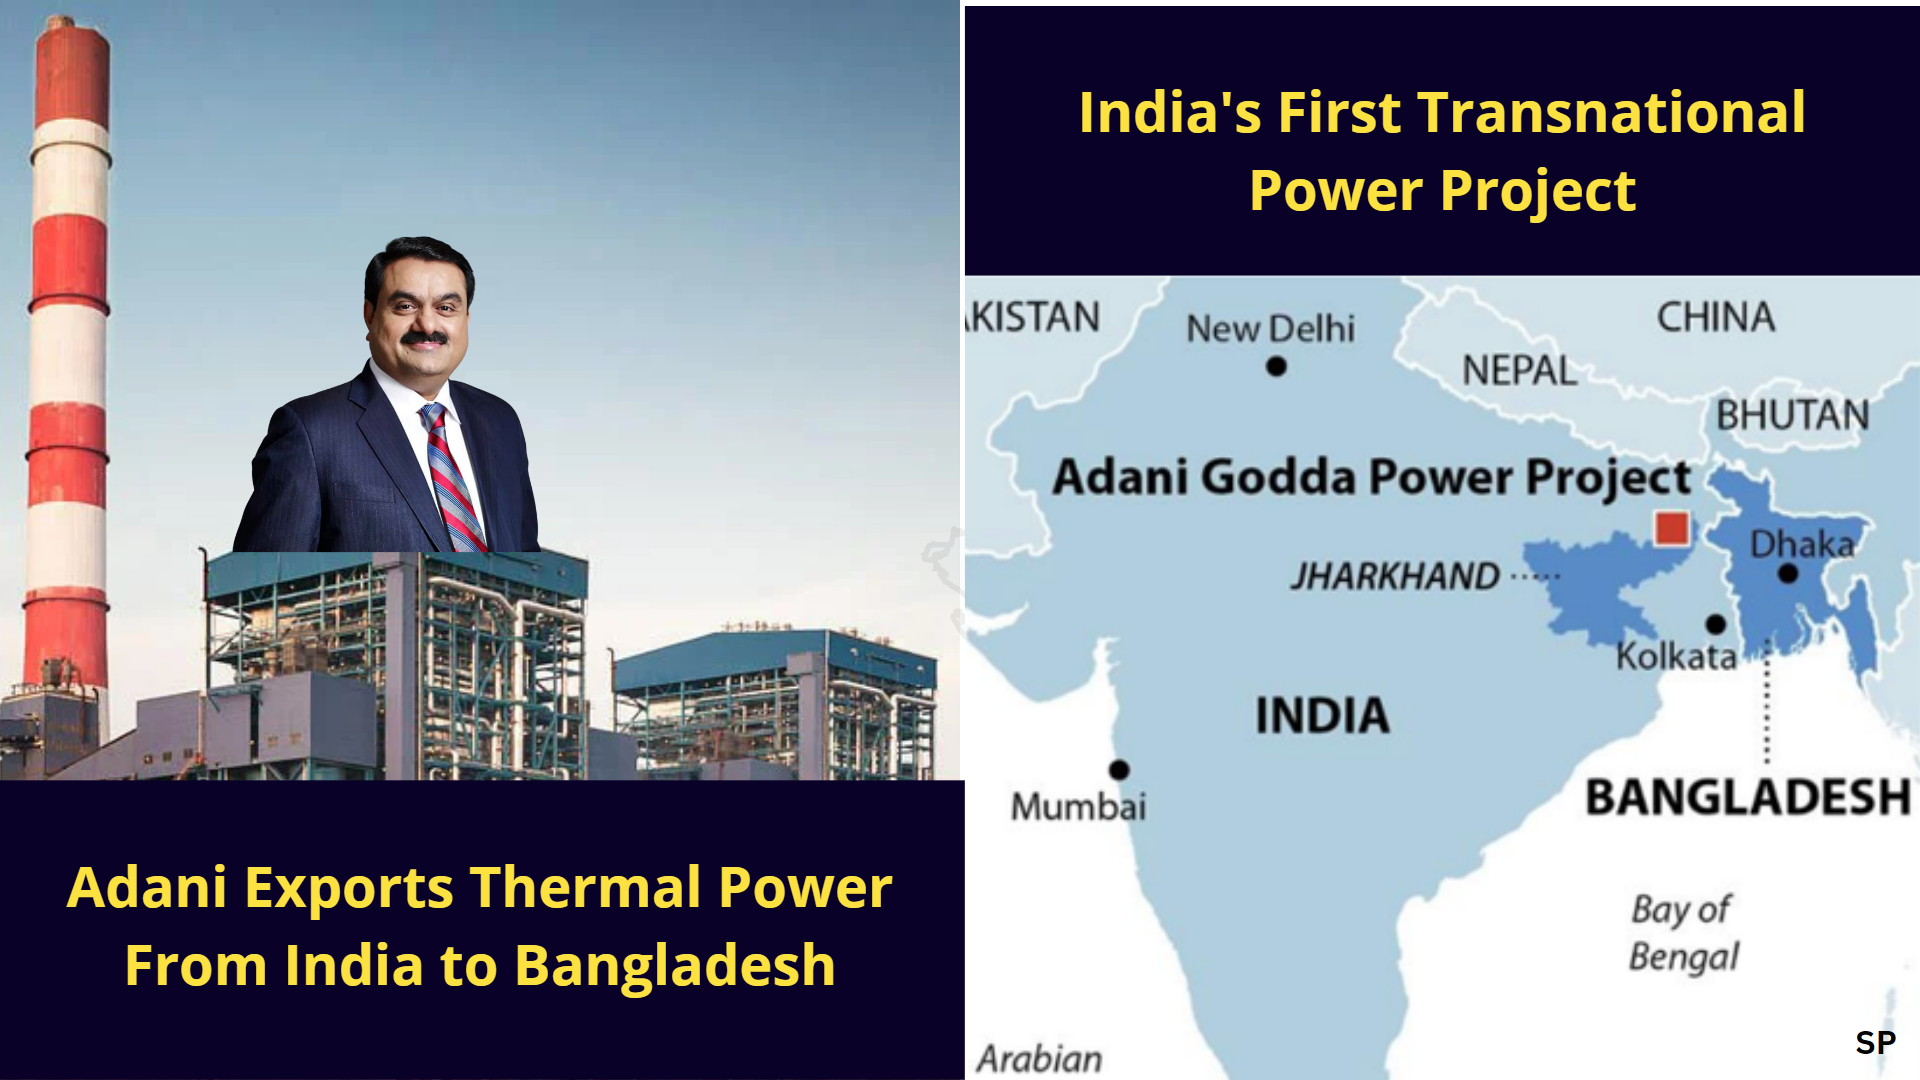 India's First Transnational
Power Project
AKISTAN
New Delhi
CHINA
NEPAL
BHUTAN
Adani Godda Power Project
Dhaka
JHARKHAND
Kolkata
INDIA
Mumbai
BANGLADESH
Bay of
Bengal
Arabian
SP
Adani Exports Thermal Power
From India to Bangladesh